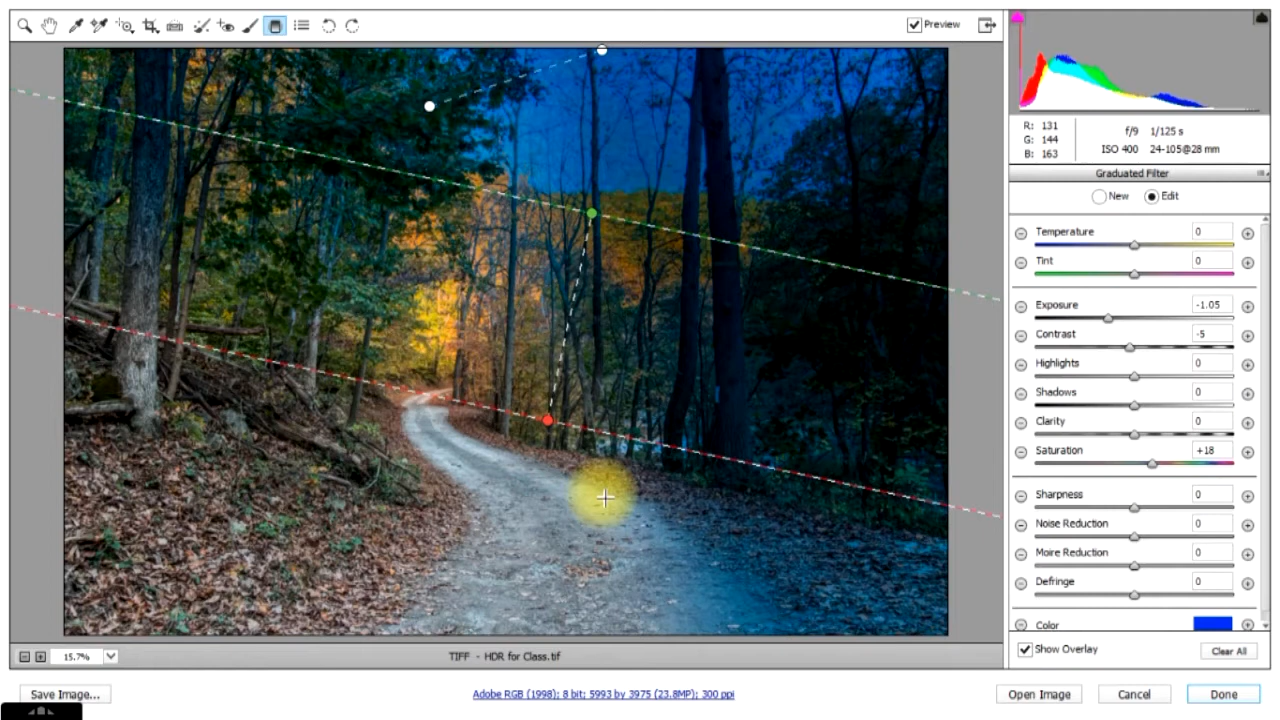 Preview
R: 131
G: 144
B: 163
f/9 1/125 s
ISO 400 24-105@28 mm
Graduated Filter
New Edit
Temperature 0
Tint 0
Exposure -1.05
Contrast -5
Highlights 0
Shadows 0
Clarity 0
Saturation +18
Sharpness 0
Noise Reduction 0
Moire Reduction 0
Defringe 0
Color
Show Overlay Clear All
15.7% TIFF - HDR for Class.tif
Save Image... Adobe RGB (1998); 8 bit; 5993 by 3975 (23.8MP); 300 ppi Open Image Cancel Done